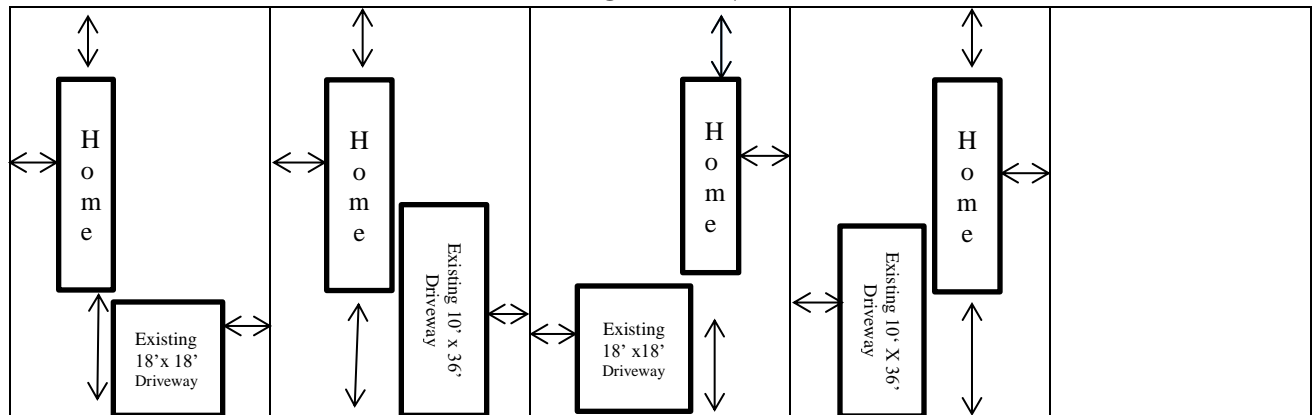 H
o
m
e
Existing
18'x 18'
Driveway
H
o
m
e
Existing 10' x 36'
Driveway
H
o
m
e
Existing
18' x18'
Driveway
H
o
m
e
Existing 10' X 36'
Driveway